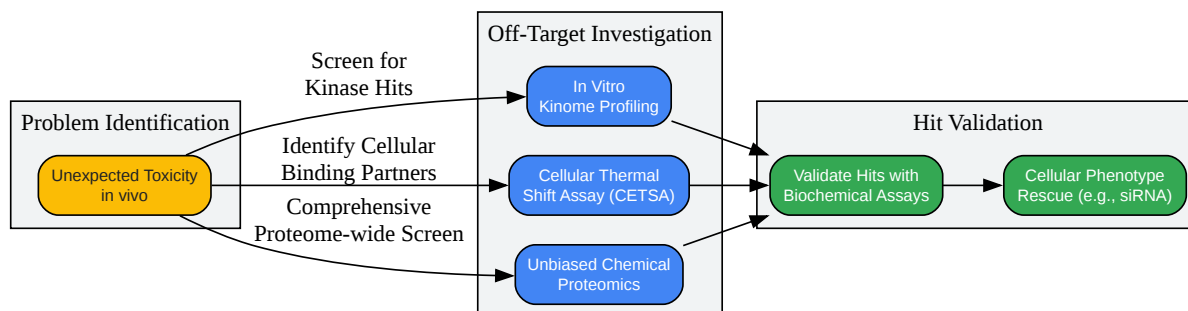 Problem Identification
Unexpected Toxicity
in vivo
Screen for
Kinase Hits
Identify Cellular
Binding Partners
Comprehensive
Proteome-wide Screen
Off-Target Investigation
In Vitro
Kinome Profiling
Cellular Thermal
Shift Assay (CETSA)
Unbiased Chemical
Proteomics
Hit Validation
Validate Hits with
Biochemical Assays
Cellular Phenotype
Rescue (e.g., siRNA)